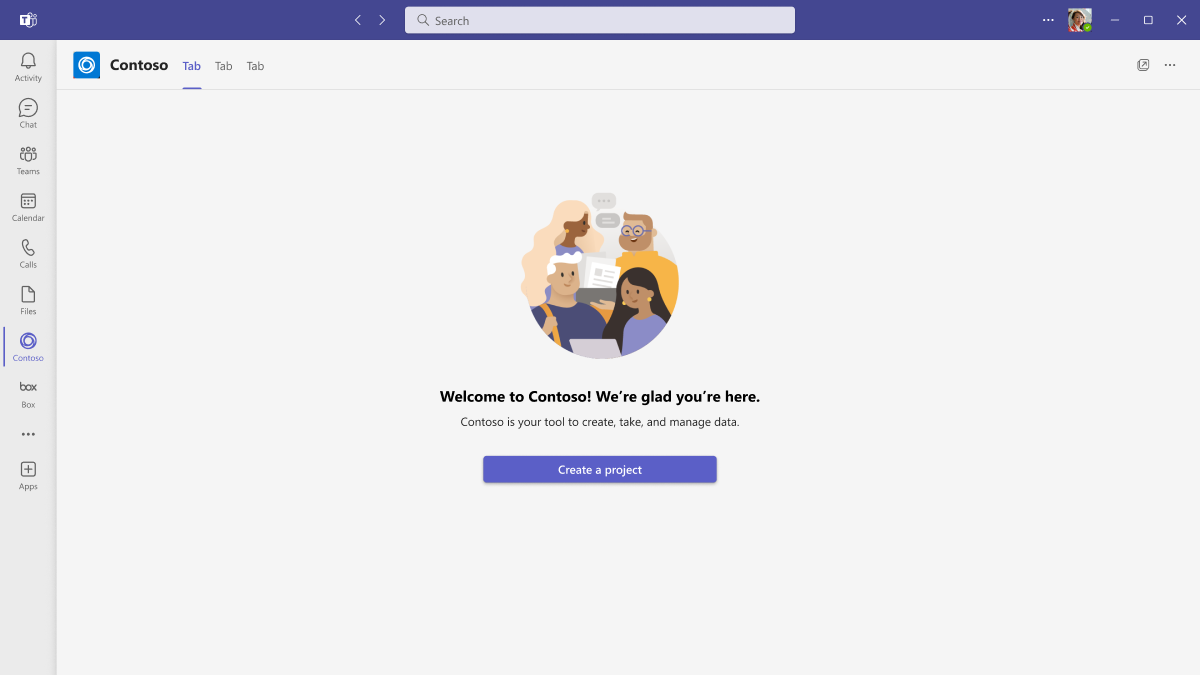 Search
Activity
Chat
Teams
Calendar
Calls
Files
Contoso
box
Box
Apps
Contoso Tab Tab Tab
Welcome to Contoso! We’re glad you’re here.
Contoso is your tool to create, take, and manage data.
Create a project